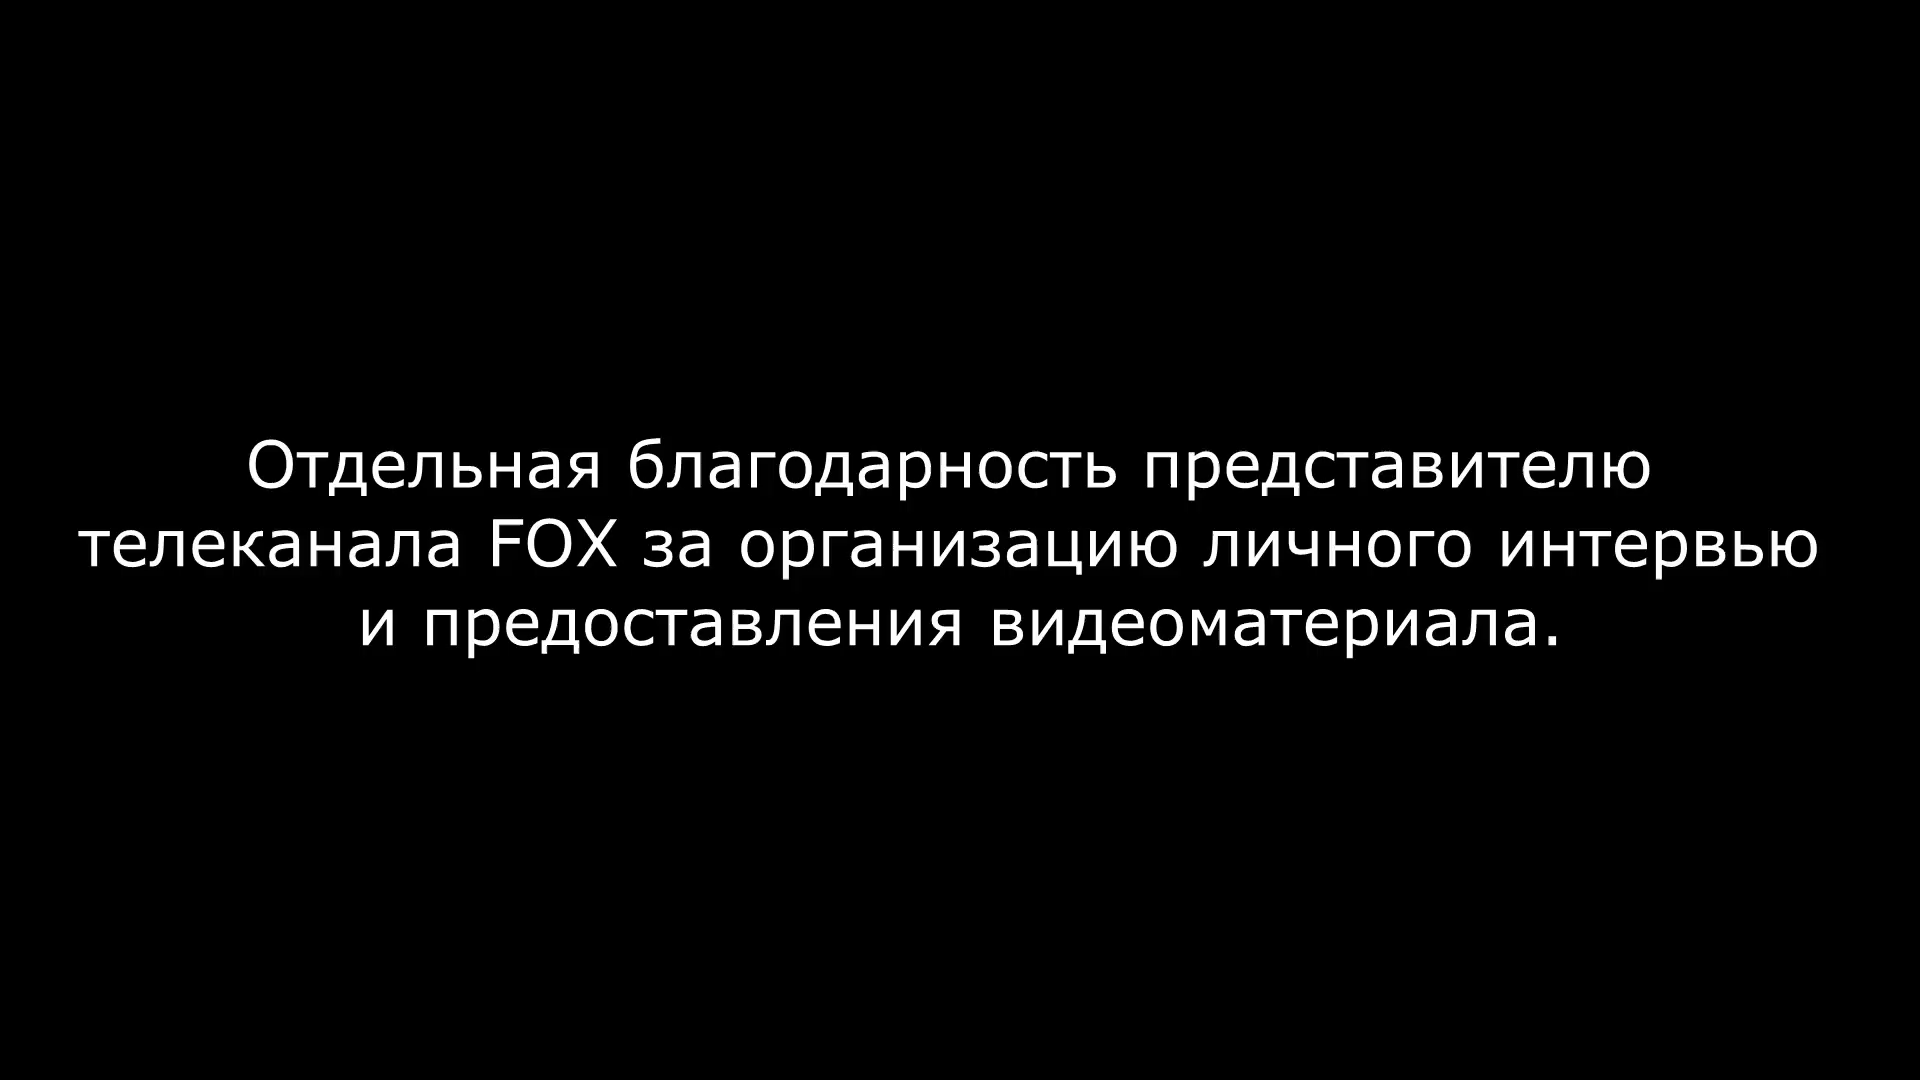 Отдельная благодарность представителю
телеканала FOX за организацию личного интервью
и предоставления видеоматериала.